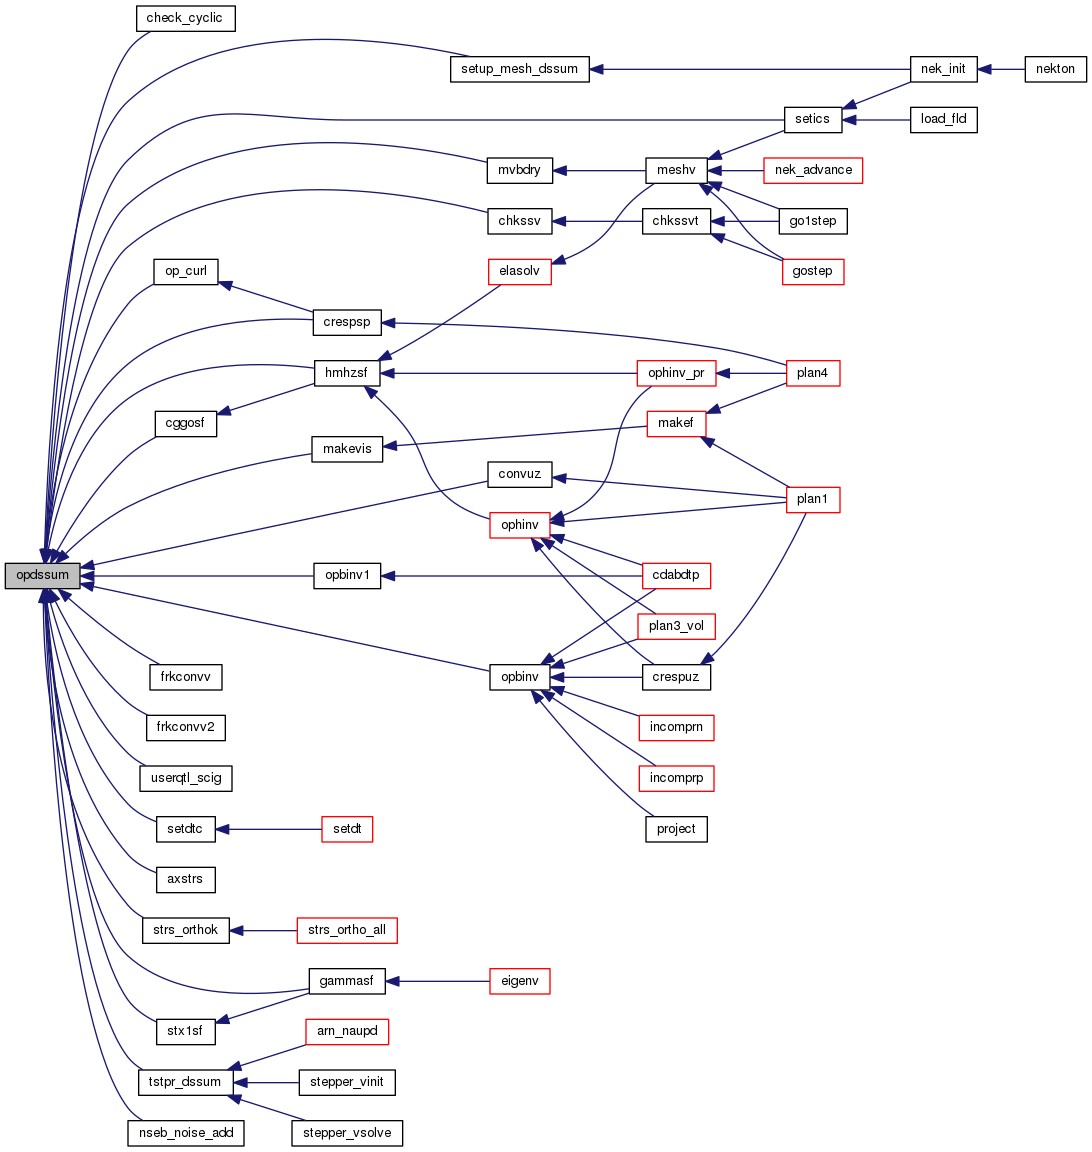 check_cyclic
setup_mesh_dssum
nek_init
nekton
setics
load_fld
mvbdry
meshv
nek_advance
chkssv
chkssvt
go1step
op_curl
elasolv
gostep
crespsp
hmhzsf
ophinv_pr
plan4
cggosf
makef
makevis
convuz
plan1
ophinv
opdssum
opbinv1
cdabdtp
plan3_vol
frkconvv
opbinv
crespuz
frkconvv2
incomprn
userqtl_scig
incomprp
setdtc
setdt
project
axstrs
strs_orthok
strs_ortho_all
gammasf
eigenv
stx1sf
arn_naupd
tstpr_dssum
stepper_vinit
nseb_noise_add
stepper_vsolve